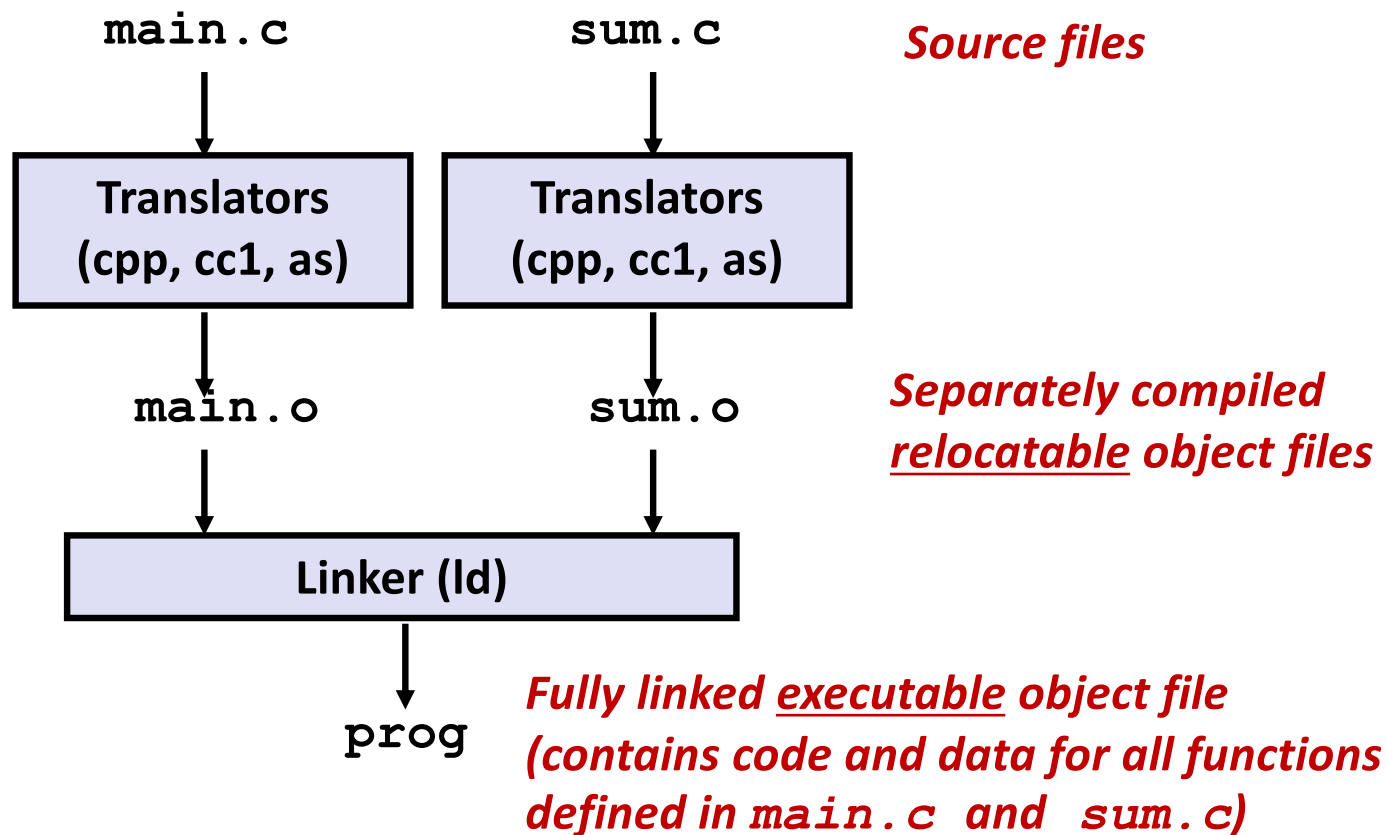 main.c
sum.c
Source files
Translators
(cpp, cc1, as)
Translators
(cpp, cc1, as)
main.o
sum.o
Separately compiled
relocatable object files
Linker (ld)
prog
Fully linked executable object file
(contains code and data for all functions
defined in main.c and sum.c)